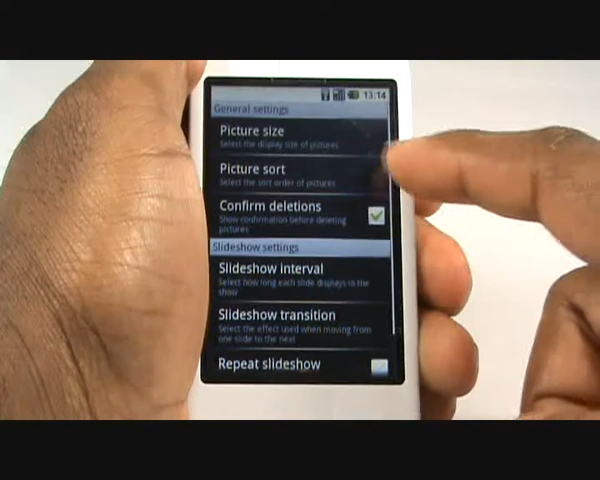 13:14
General settings
Picture size
Select the display size of pictures
Picture sort
Select the sort order of pictures
Confirm deletions
Show confirmation before deleting
pictures
Slideshow settings
Slideshow interval
Select how long each slide displays in the
show
Slideshow transition
Select the effect used when moving from
one slide to the next
Repeat slideshow